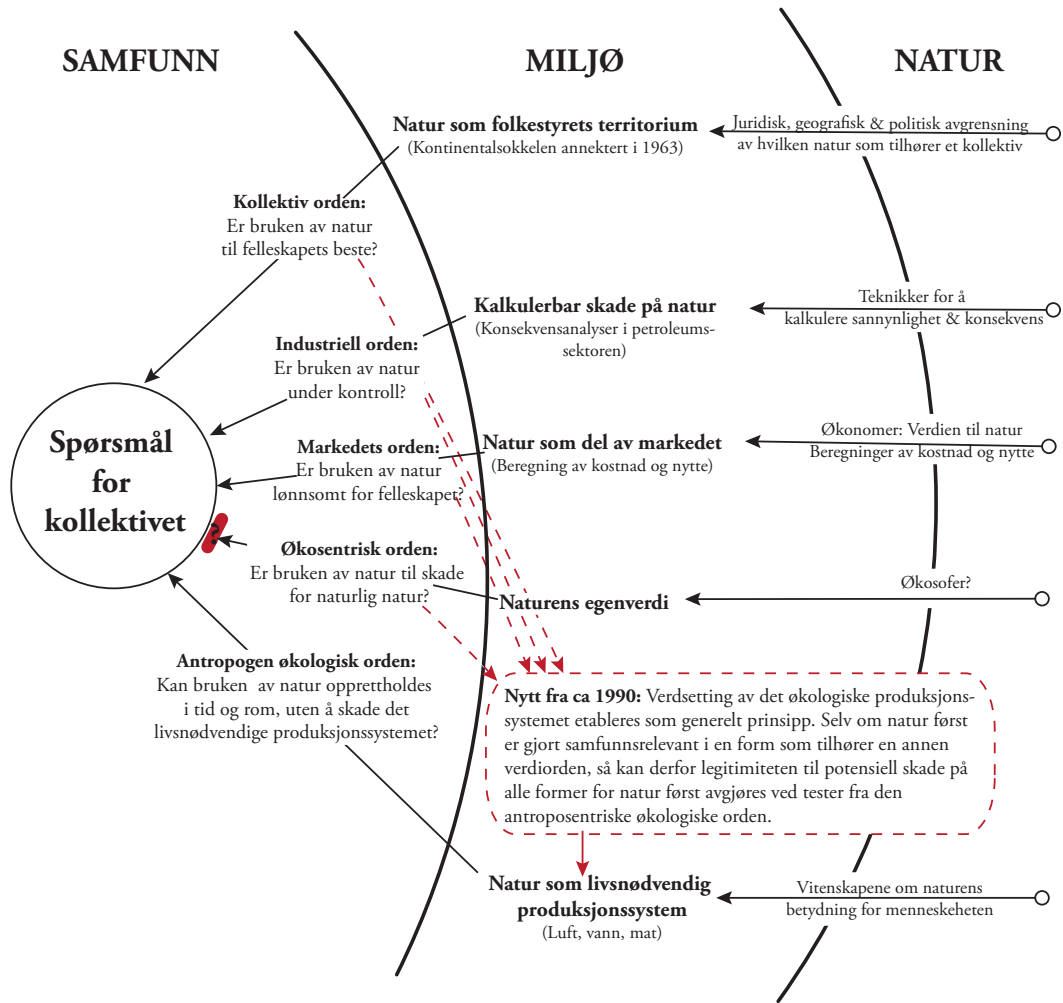 SAMFUNN
MILJØ
NATUR
Natur som folkestyrets territorium
(Kontinentalsokkelen annektert i 1963)
Juridisk, geografisk & politisk avgrensning
av hvilken natur som tilhører et kollektiv
Kollektiv orden:
Er bruken av natur
til felleskapets beste?
Kalkulerbar skade på natur
(Konsekvensanalyser i petroleums-
sektoren)
Teknikker for å
kalkulere sannynlighet & konsekvens
Industriell orden:
Er bruken av natur
under kontroll?
Spørsmål
for
kollektivet
Markedets orden:
Er bruken av natur
lønnsomt for felleskapet?
Natur som del av markedet
(Beregning av kostnad og nytte)
Økonomer: Verdien til natur
Beregninger av kostnad og nytte
?
Økosentrisk orden:
Er bruken av natur til skade
for naturlig natur?
Naturens egenverdi
Økosofer?
Antropogen økologisk orden:
Kan bruken  av natur opprettholdes
i tid og rom, uten å skade det
livsnødvendige produksjonssystemet?
Nytt fra ca 1990: Verdsetting av det økologiske produksjons-
systemet etableres som generelt prinsipp. Selv om natur først
er gjort samfunnsrelevant i en form som tilhører en annen
verdiorden, så kan derfor legitimiteten til potensiell skade på
alle former for natur først avgjøres ved tester fra den
antroposentriske økologiske orden.
Natur som livsnødvendig
produksjonssystem
(Luft, vann, mat)
Vitenskapene om naturens
betydning for menneskeheten